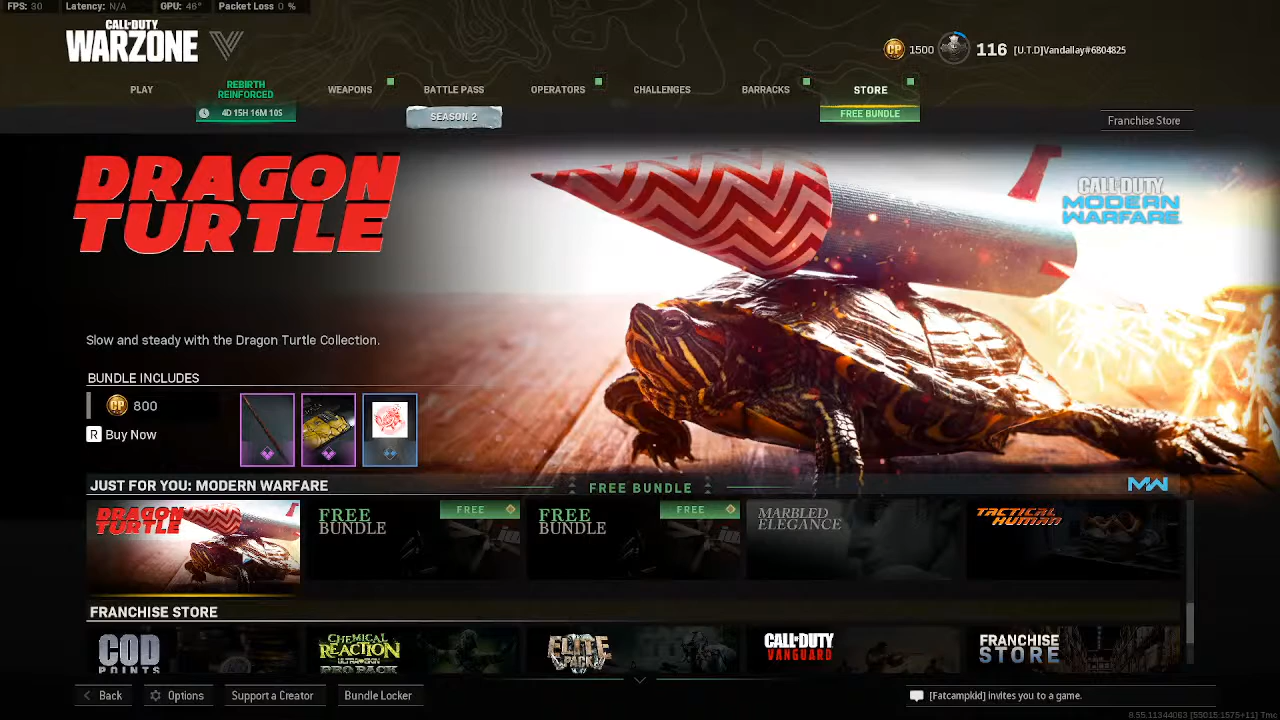 FPS: 30 Latency: N/A GPU: 46° Packet Loss 0 %
CALL·DUTY
WARZONE
CP 1500 116 [U.T.D]Vandallay#6804825
PLAY
REBIRTH
REINFORCED
WEAPONS
BATTLE PASS
OPERATORS
CHALLENGES
BARRACKS
STORE
4D 15H 16M 10S
SEASON 2
FREE BUNDLE
Franchise Store
DRAGON
TURTLE
CALL·DUTY
MODERN
WARFARE
Slow and steady with the Dragon Turtle Collection.
BUNDLE INCLUDES
CP 800
R Buy Now
JUST FOR YOU: MODERN WARFARE
FREE BUNDLE
MW
DRAGON
TURTLE
FREE
BUNDLE
FREE
FREE
BUNDLE
FREE
MARBLED
ELEGANCE
TACTICAL
HUMAN
FRANCHISE STORE
COD
POINTS
CHEMICAL
REACTION
PRO PACK
ELITE
PACK
CALL·DUTY
VANGUARD
FRANCHISE
STORE
Back
Options
Support a Creator
Bundle Locker
[Fatcampkid] invites you to a game.